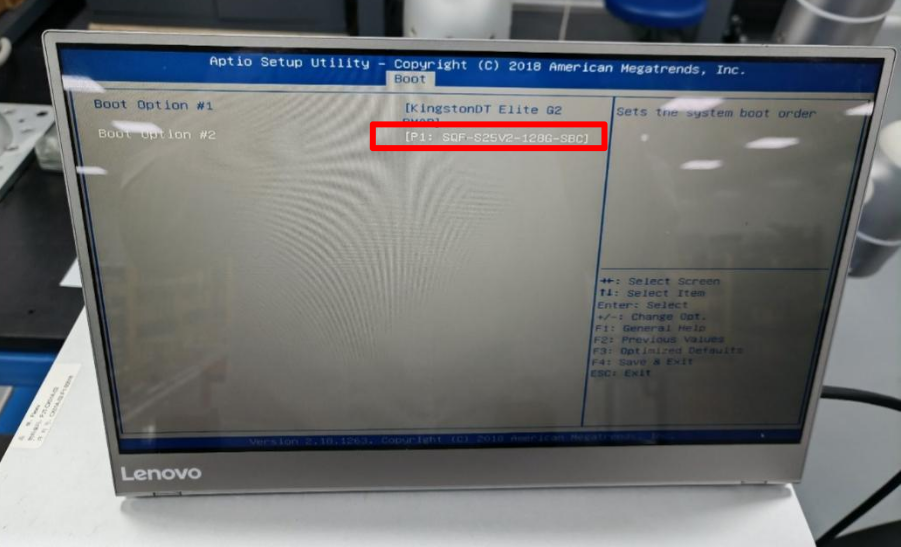 Aptio Setup Utility – Copyright (C) 2018 American Megatrends, Inc.
Boot
Boot Option #1 [KingstonDT Elite G2
PMAP]
Boot Option #2 [P1: SQF-S25V2-128G-SBC]
Sets the system boot order
→←: Select Screen
↑↓: Select Item
Enter: Select
+/-: Change Opt.
F1: General Help
F2: Previous Values
F3: Optimized Defaults
F4: Save & Exit
ESC: Exit
Version 2.18.1263. Copyright (C) 2018 American Megatrends
Lenovo